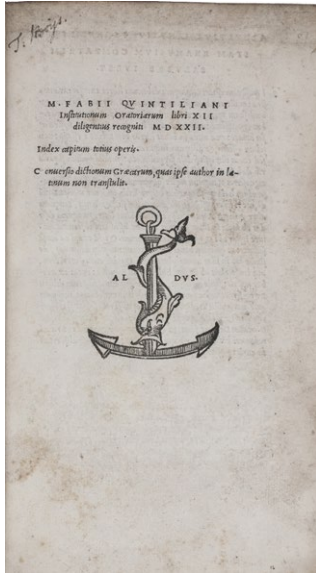 M. FABII QVINTILIANI
Institutionum Oratoriarum libri XII
diligentius recogniti MDXXII.
Index capitum totius operis.
Conuersio dictionum Græcarum, quas ipse author in la-
tinum non transtulit.
AL DVS.